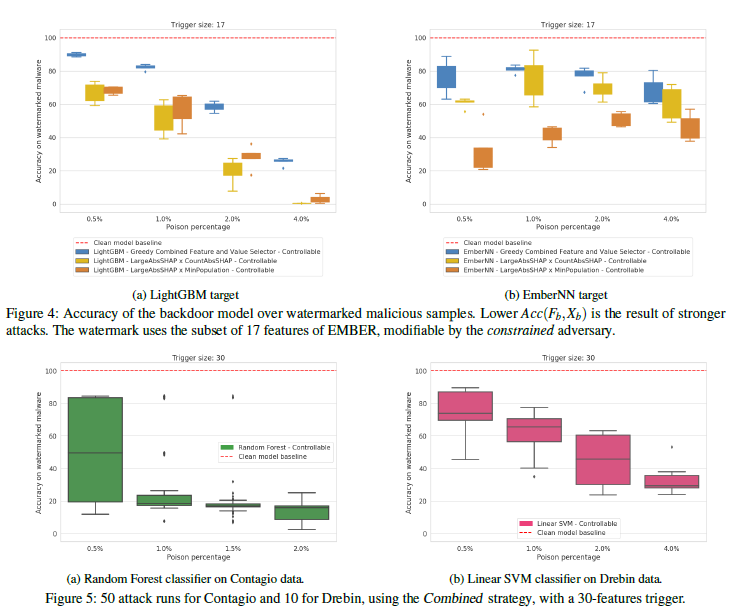 Trigger size: 17
100
80
60
40
20
0
Accuracy on watermarked malware
0.5%
1.0%
2.0%
4.0%
Poison percentage
Clean model baseline
LightGBM - Greedy Combined Feature and Value Selector - Controllable
LightGBM - LargeAbsSHAP x CountAbsSHAP - Controllable
LightGBM - LargeAbsSHAP x MinPopulation - Controllable
(a) LightGBM target
Trigger size: 17
100
80
60
40
20
0
Accuracy on watermarked malware
0.5%
1.0%
2.0%
4.0%
Poison percentage
Clean model baseline
EmberNN - Greedy Combined Feature and Value Selector - Controllable
EmberNN - LargeAbsSHAP x CountAbsSHAP - Controllable
EmberNN - LargeAbsSHAP x MinPopulation - Controllable
(b) EmberNN target
Figure 4: Accuracy of the backdoor model over watermarked malicious samples. Lower Acc(F_b,X_b) is the result of stronger
attacks. The watermark uses the subset of 17 features of EMBER, modifiable by the constrained adversary.
Trigger size: 30
100
80
60
40
20
0
Accuracy on watermarked malware
Random Forest - Controllable
Clean model baseline
0.5%
1.0%
1.5%
2.0%
Poison percentage
(a) Random Forest classifier on Contagio data.
Trigger size: 30
100
80
60
40
20
0
Accuracy on watermarked malware
Linear SVM - Controllable
Clean model baseline
0.5%
1.0%
2.0%
4.0%
Poison percentage
(b) Linear SVM classifier on Drebin data.
Figure 5: 50 attack runs for Contagio and 10 for Drebin, using the Combined strategy, with a 30-features trigger.